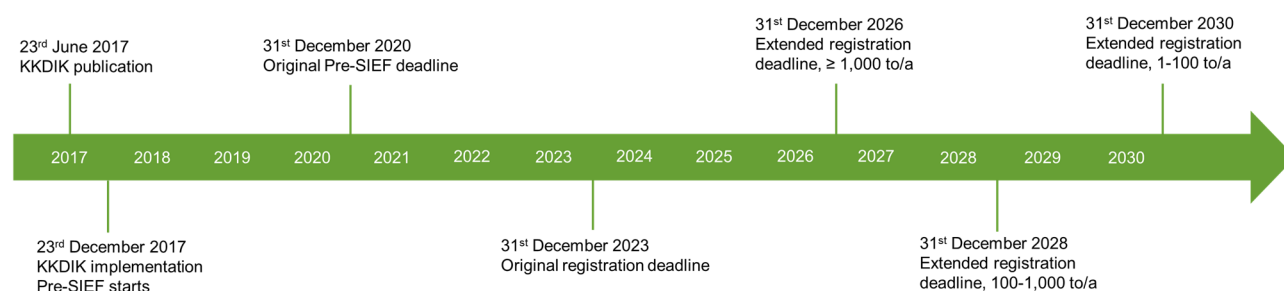 23rd June 2017
KKDIK publication
31st December 2020
Original Pre-SIEF deadline
31st December 2026
Extended registration
deadline, ≥ 1,000 to/a
31st December 2030
Extended registration
deadline, 1-100 to/a
2017 2018 2019 2020 2021 2022 2023 2024 2025 2026 2027 2028 2029 2030
23rd December 2017
KKDIK implementation
Pre-SIEF starts
31st December 2023
Original registration deadline
31st December 2028
Extended registration
deadline, 100-1,000 to/a